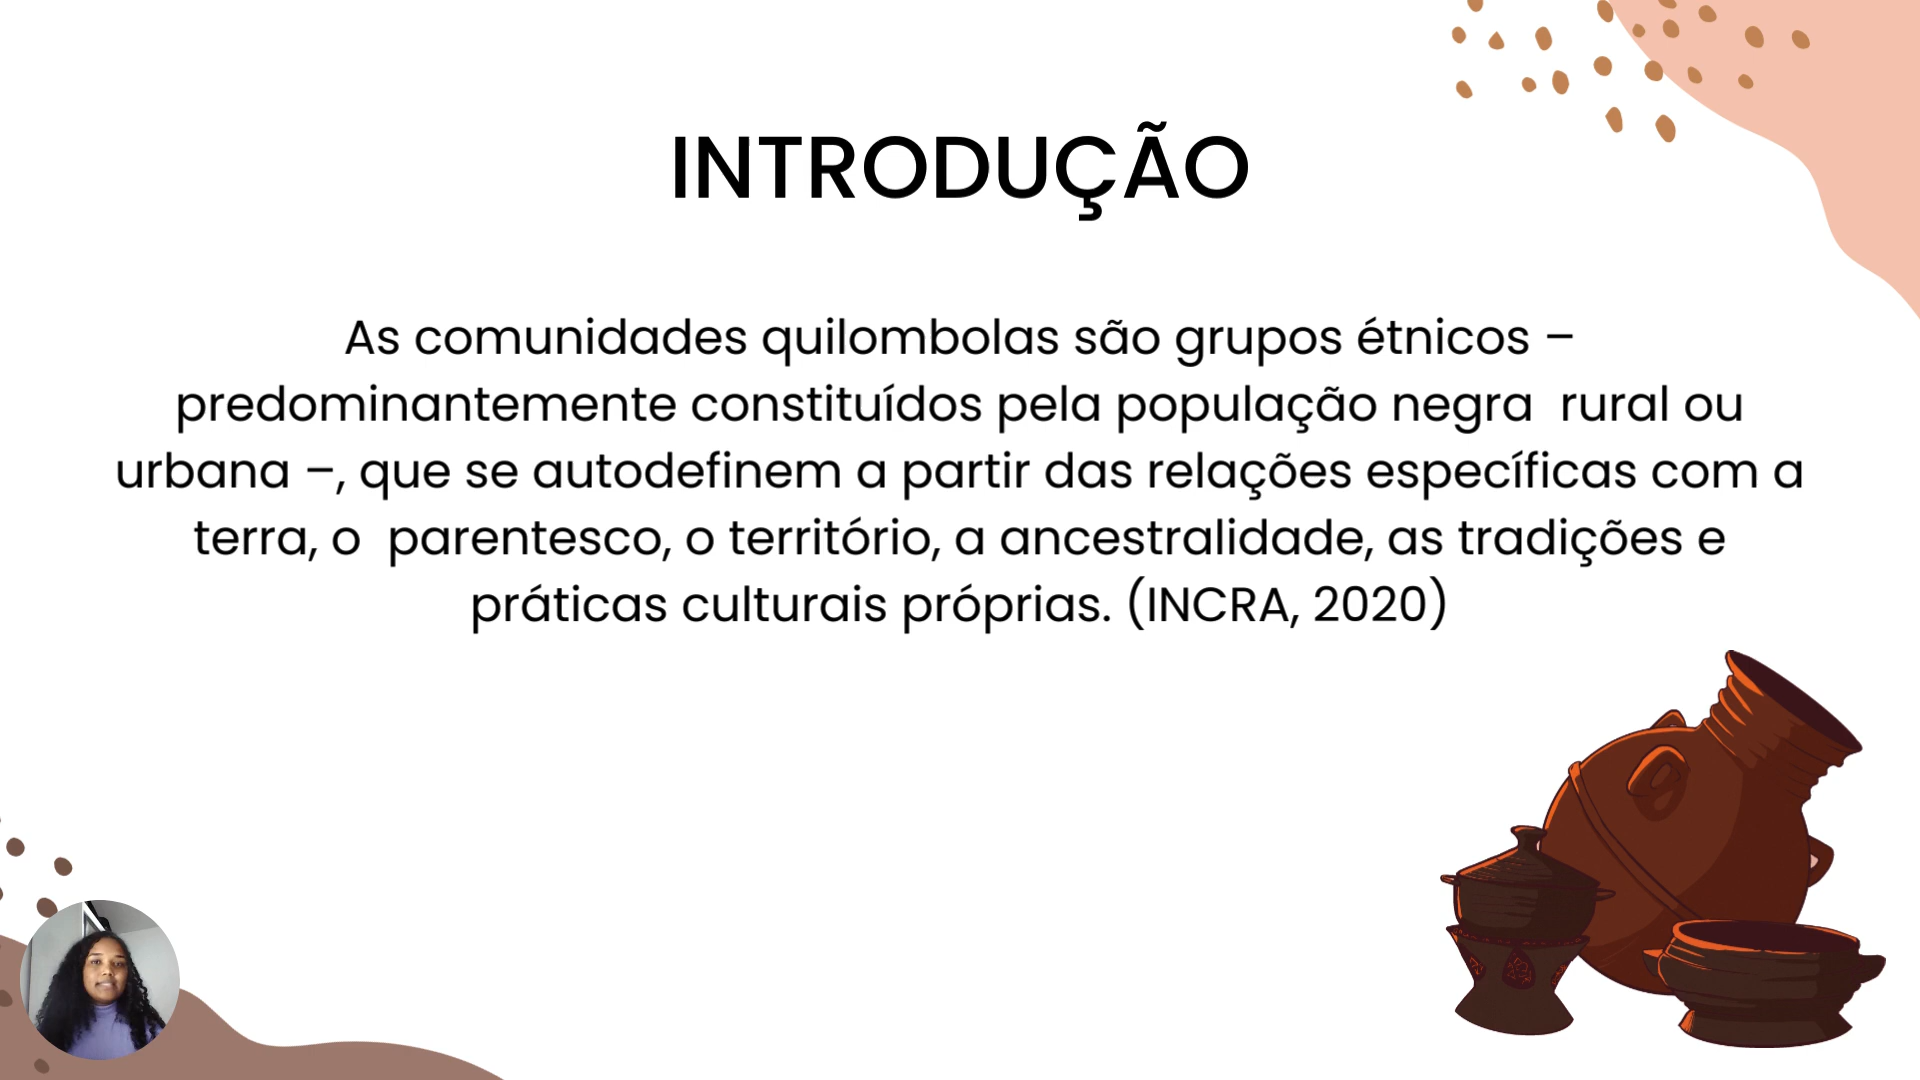 INTRODUÇÃO
As comunidades quilombolas são grupos étnicos –
predominantemente constituídos pela população negra  rural ou
urbana –, que se autodefinem a partir das relações específicas com a
terra, o  parentesco, o território, a ancestralidade, as tradições e
práticas culturais próprias. (INCRA, 2020)